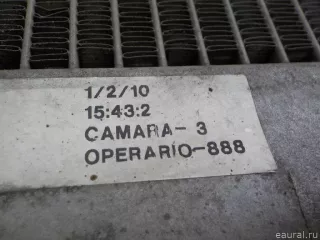 1/2/10
15:43:2
CAMARA- 3
OPERARIO-888
eaural.ru